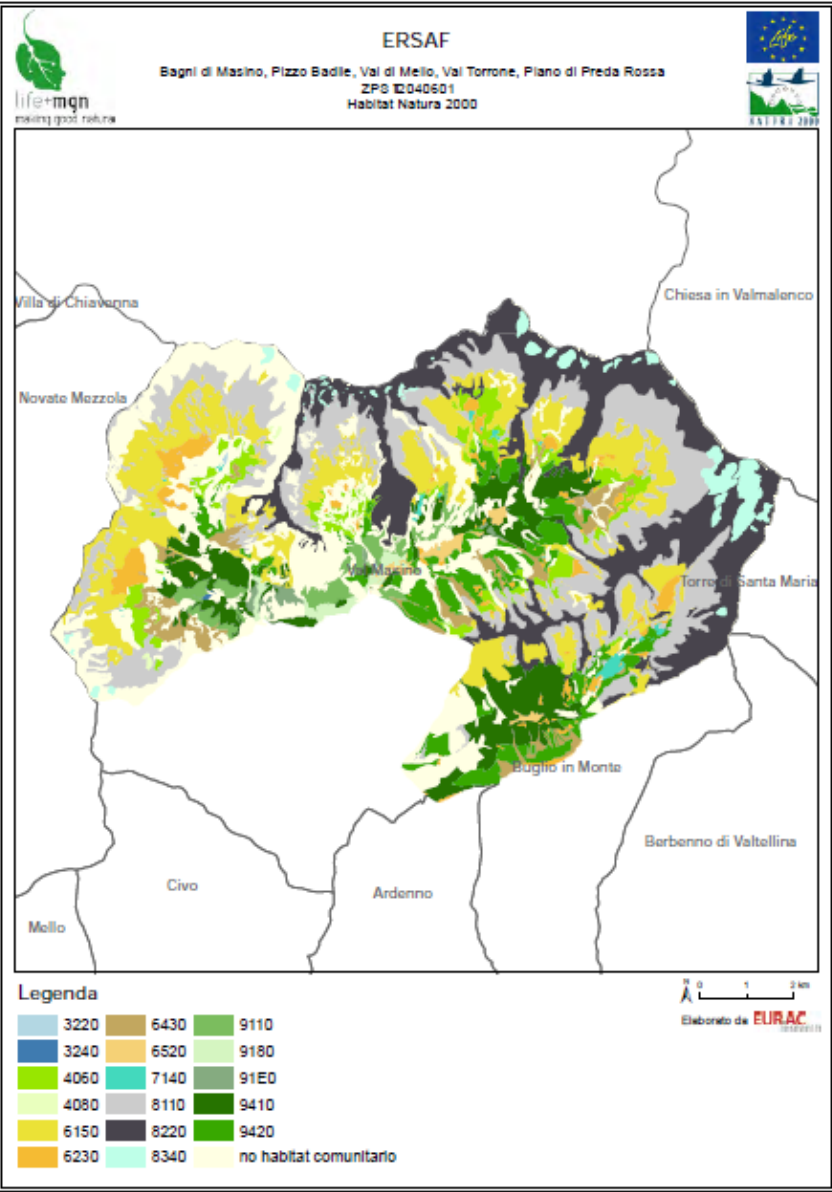 ERSAF
Bagni di Masino, Pizzo Badile, Val di Mello, Val Torrone, Piano di Preda Rossa
ZPS IT2040601
Habitat Natura 2000
life+mgn
making good natura
Life
NATURA 2000
Villa di Chiavenna
Chiesa in Valmalenco
Novate Mezzola
Val Masino
Torre di Santa Maria
Buglio in Monte
Berbenno di Valtellina
Civo
Ardenno
Mello
Legenda
3220 6430 9110
3240 6520 9180
4060 7140 91E0
4080 8110 9410
6150 8220 9420
6230 8340 no habitat comunitario
N 0 1 2 km
Elaborato da EURAC